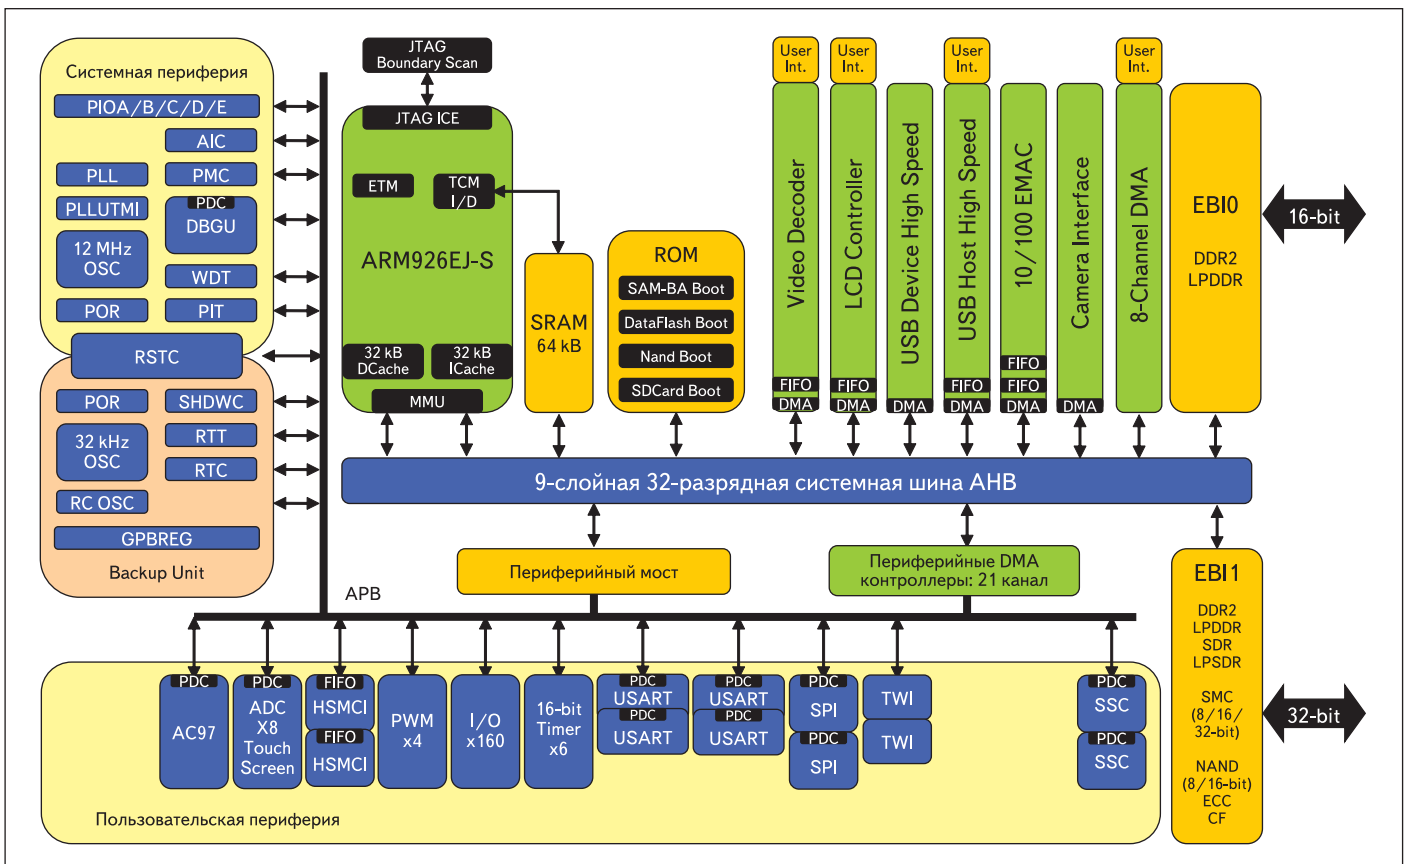 Системная периферия
PIOA/B/C/D/E
AIC
PLL
PMC
PLLUTMI
PDC
DBGU
12 MHz
OSC
WDT
POR
PIT
RSTC
POR
SHDWC
32 kHz
OSC
RTT
RTC
RC OSC
GPBREG
Backup Unit
JTAG
Boundary Scan
JTAG ICE
ETM
TCM
I/D
ARM926EJ-S
32 kB
DCache
32 kB
ICache
MMU
SRAM
64 kB
ROM
SAM-BA Boot
DataFlash Boot
Nand Boot
SDCard Boot
User
Int.
Video Decoder
FIFO
DMA
User
Int.
LCD Controller
FIFO
DMA
USB Device High Speed
DMA
User
Int.
USB Host High Speed
FIFO
DMA
10/100 EMAC
FIFO
FIFO
DMA
Camera Interface
DMA
User
Int.
8-Channel DMA
EBI0
DDR2
LPDDR
16-bit
9-слойная 32-разрядная системная шина AHB
Периферийный мост
Периферийные DMA
контроллеры: 21 канал
APB
EBI1
DDR2
LPDDR
SDR
LPSDR
SMC
(8/16/
32-bit)
NAND
(8/16-bit)
ECC
CF
32-bit
PDC
AC97
PDC
ADC
X8
Touch
Screen
FIFO
HSMCI
FIFO
HSMCI
PWM
x4
I/O
x160
16-bit
Timer
x6
PDC
USART
PDC
USART
PDC
USART
PDC
USART
PDC
SPI
PDC
SPI
TWI
TWI
PDC
SSC
PDC
SSC
Пользовательская периферия